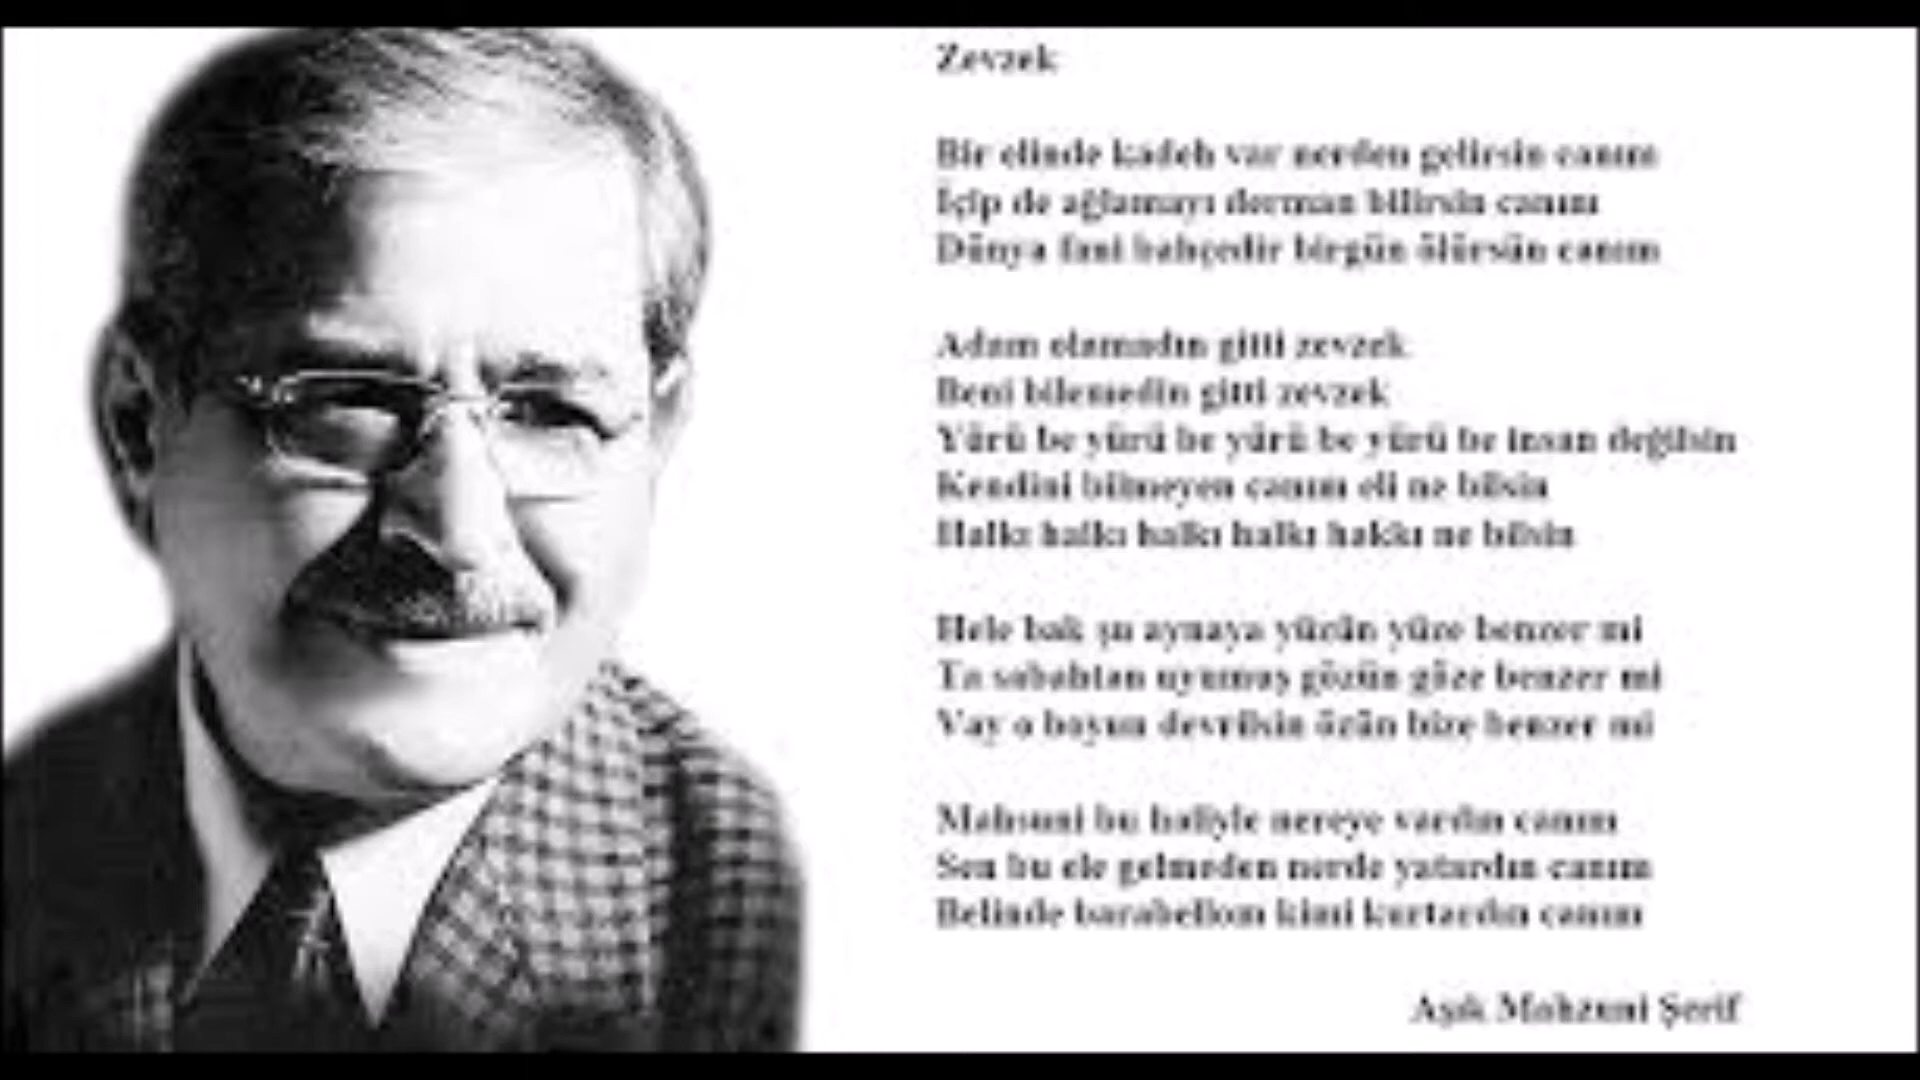 Zevzek
Bir elinde kadeh var nerden gelirsin canım
İçip de ağlamayı derman bilirsin canım
Dünya fani bahçedir birgün ölürsün canım
Adam olamadın gitti zevzek
Beni bilemedin gitti zevzek
Yürü be yürü be yürü be yürü be insan değilsin
Kendini bilmeyen canım eli ne bilsin
Halkı halkı halkı halkı hakkı ne bilsin
Hele bak şu aynaya yüzün yüze benzer mi
Ta sabahtan uyumuş gözün göze benzer mi
Vay o boyun devrilsin özün bize benzer mi
Mahsuni bu haliyle nereye vardın canım
Sen bu ele gelmeden nerde yatardın canım
Belinde barabellom kimi kurtardın canım
Aşık Mahzuni Şerif